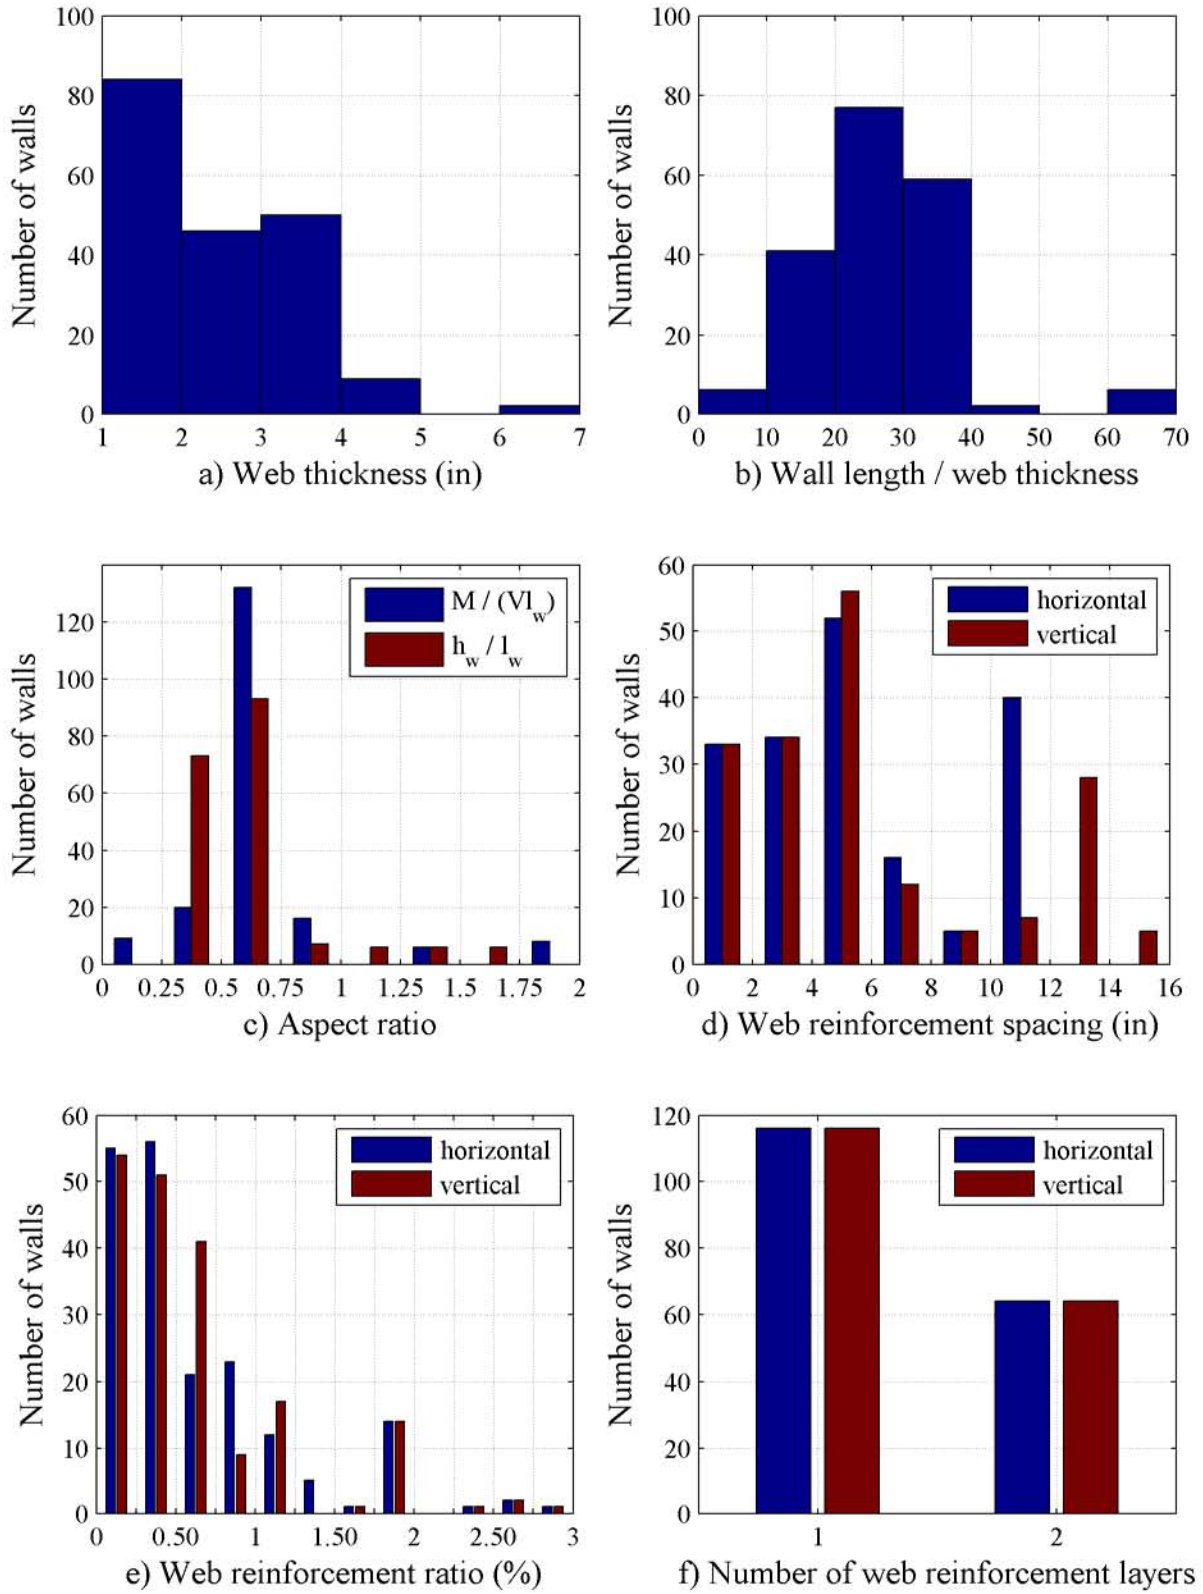 100
80
60
40
20
0
Number of walls
1 2 3 4 5 6 7
a) Web thickness (in)
100
80
60
40
20
0
Number of walls
0 10 20 30 40 50 60 70
b) Wall length / web thickness
120
100
80
60
40
20
0
Number of walls
M / (Vl_w)
h_w / l_w
0 0.25 0.5 0.75 1 1.25 1.5 1.75 2
c) Aspect ratio
60
50
40
30
20
10
0
Number of walls
horizontal
vertical
0 2 4 6 8 10 12 14 16
d) Web reinforcement spacing (in)
60
50
40
30
20
10
0
Number of walls
horizontal
vertical
0 0.50 1 1.50 2 2.50 3
e) Web reinforcement ratio (%)
120
100
80
60
40
20
0
Number of walls
horizontal
vertical
1 2
f) Number of web reinforcement layers